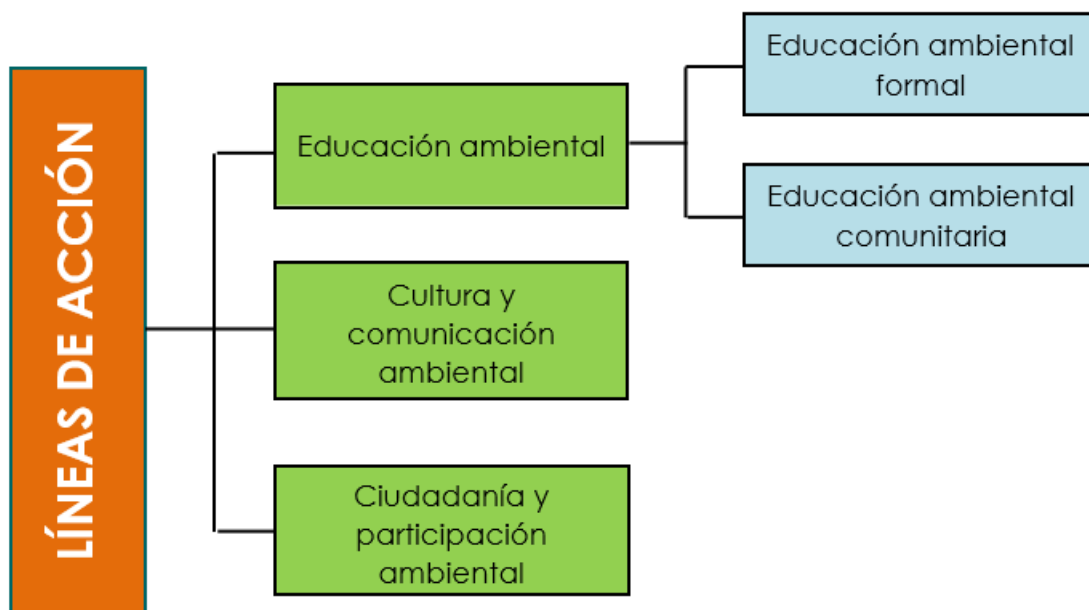 LÍNEAS DE ACCIÓN
Educación ambiental
Cultura y
comunicación
ambiental
Ciudadanía y
participación
ambiental
Educación ambiental
formal
Educación ambiental
comunitaria